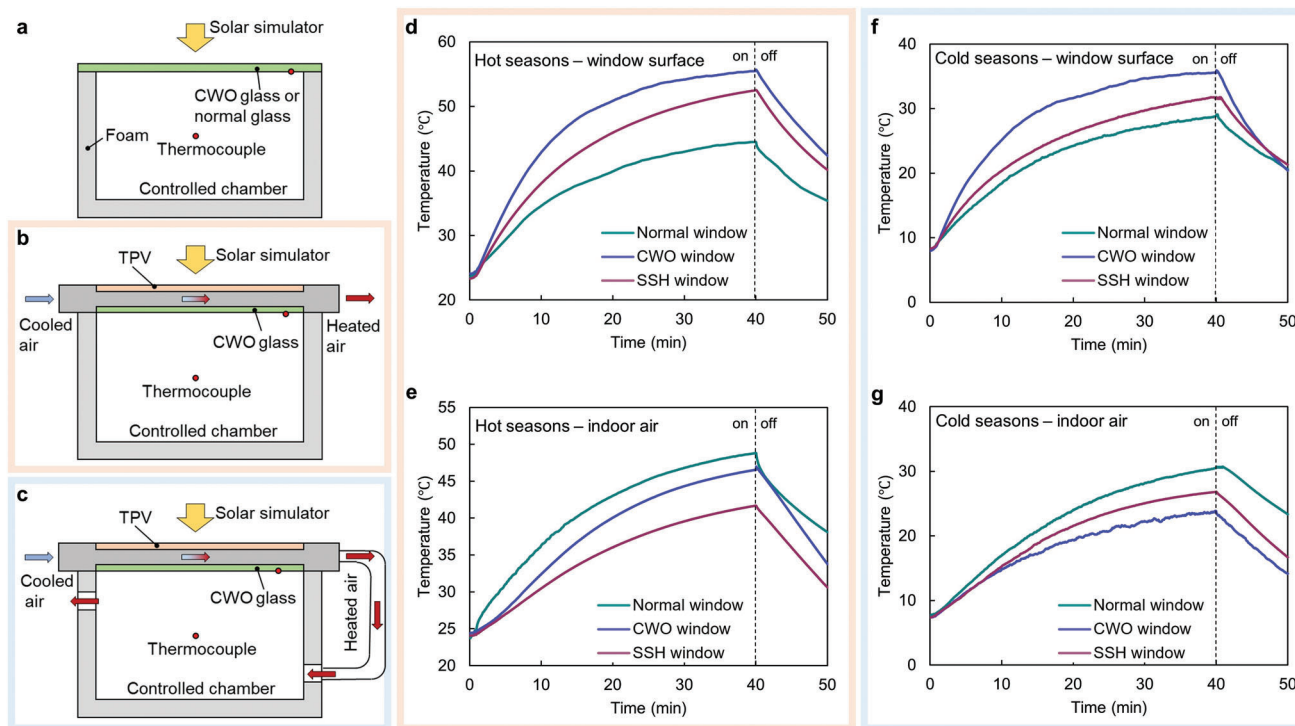 a
Solar simulator
CWO glass or
normal glass
Foam
Thermocouple
Controlled chamber
b
Solar simulator
TPV
Cooled
air
Heated
air
CWO glass
Thermocouple
Controlled chamber
c
Solar simulator
TPV
Cooled
air
CWO glass
Heated air
Thermocouple
Controlled chamber
d
60
50
40
30
20
Temperature (°C)
Hot seasons – window surface
on off
Normal window
CWO window
SSH window
0 10 20 30 40 50
Time (min)
e
55
50
45
40
35
30
25
20
Temperature (°C)
Hot seasons – indoor air
on off
Normal window
CWO window
SSH window
0 10 20 30 40 50
Time (min)
f
40
30
20
10
0
Temperature (°C)
Cold seasons – window surface
on off
Normal window
CWO window
SSH window
0 10 20 30 40 50
Time (min)
g
40
30
20
10
0
Temperature (°C)
Cold seasons – indoor air
on off
Normal window
CWO window
SSH window
0 10 20 30 40 50
Time (min)